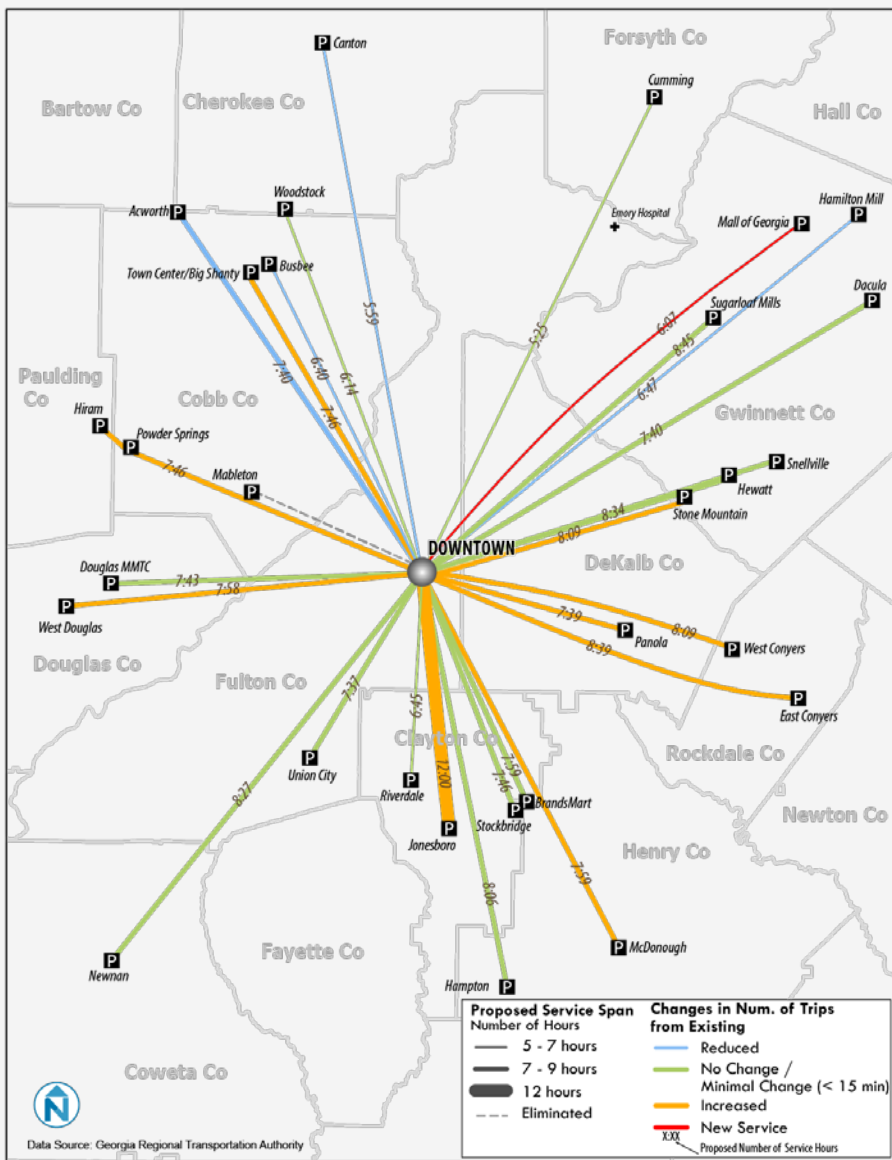 Canton
Forsyth Co
Cumming
Bartow Co
Cherokee Co
Hall Co
Woodstock
Acworth
Emory Hospital
Mall of Georgia
Hamilton Mill
Town Center/Big Shanty
Busbee
Dacula
Sugarloaf Mills
5:59
6:07
5:25
8:45
7:40
6:40
6:14
6:47
Paulding
Co
Cobb Co
7:46
Gwinnett Co
Hiram
Powder Springs
7:40
7:46
Mableton
Snellville
Hewatt
Stone Mountain
8:34
8:09
DOWNTOWN
DeKalb Co
Douglas MMTC
7:43
7:58
West Douglas
7:39
Panola
8:09
West Conyers
8:39
Douglas Co
Fulton Co
7:37
6:45
East Conyers
Clayton Co
Rockdale Co
Union City
12:00
7:59
7:46
Riverdale
8:27
BrandsMart
Stockbridge
Newton Co
Jonesboro
Henry Co
7:59
8:06
Fayette Co
McDonough
Newnan
Hampton
Coweta Co
Proposed Service Span
Number of Hours
5 - 7 hours
7 - 9 hours
12 hours
Eliminated
Changes in Num. of Trips
from Existing
Reduced
No Change /
Minimal Change (< 15 min)
Increased
New Service
X:XX
Proposed Number of Service Hours
N
Data Source: Georgia Regional Transportation Authority